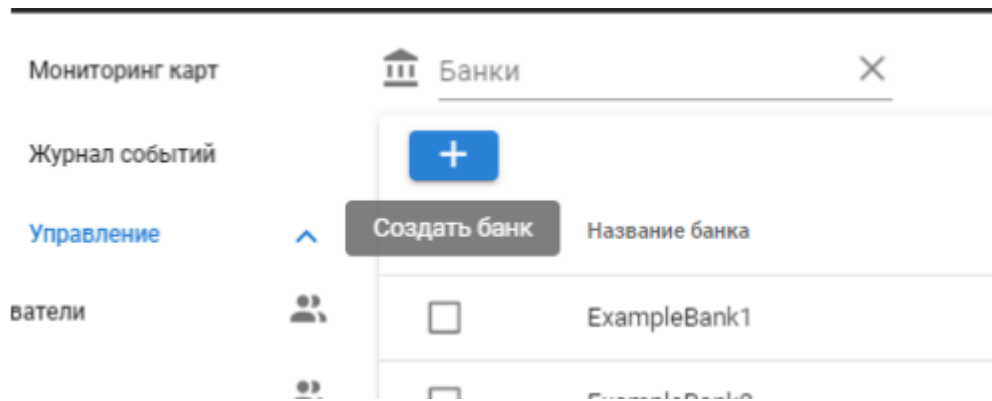 Мониторинг карт
Банки
Журнал событий
Управление
Создать банк
Название банка
ватели
ExampleBank1